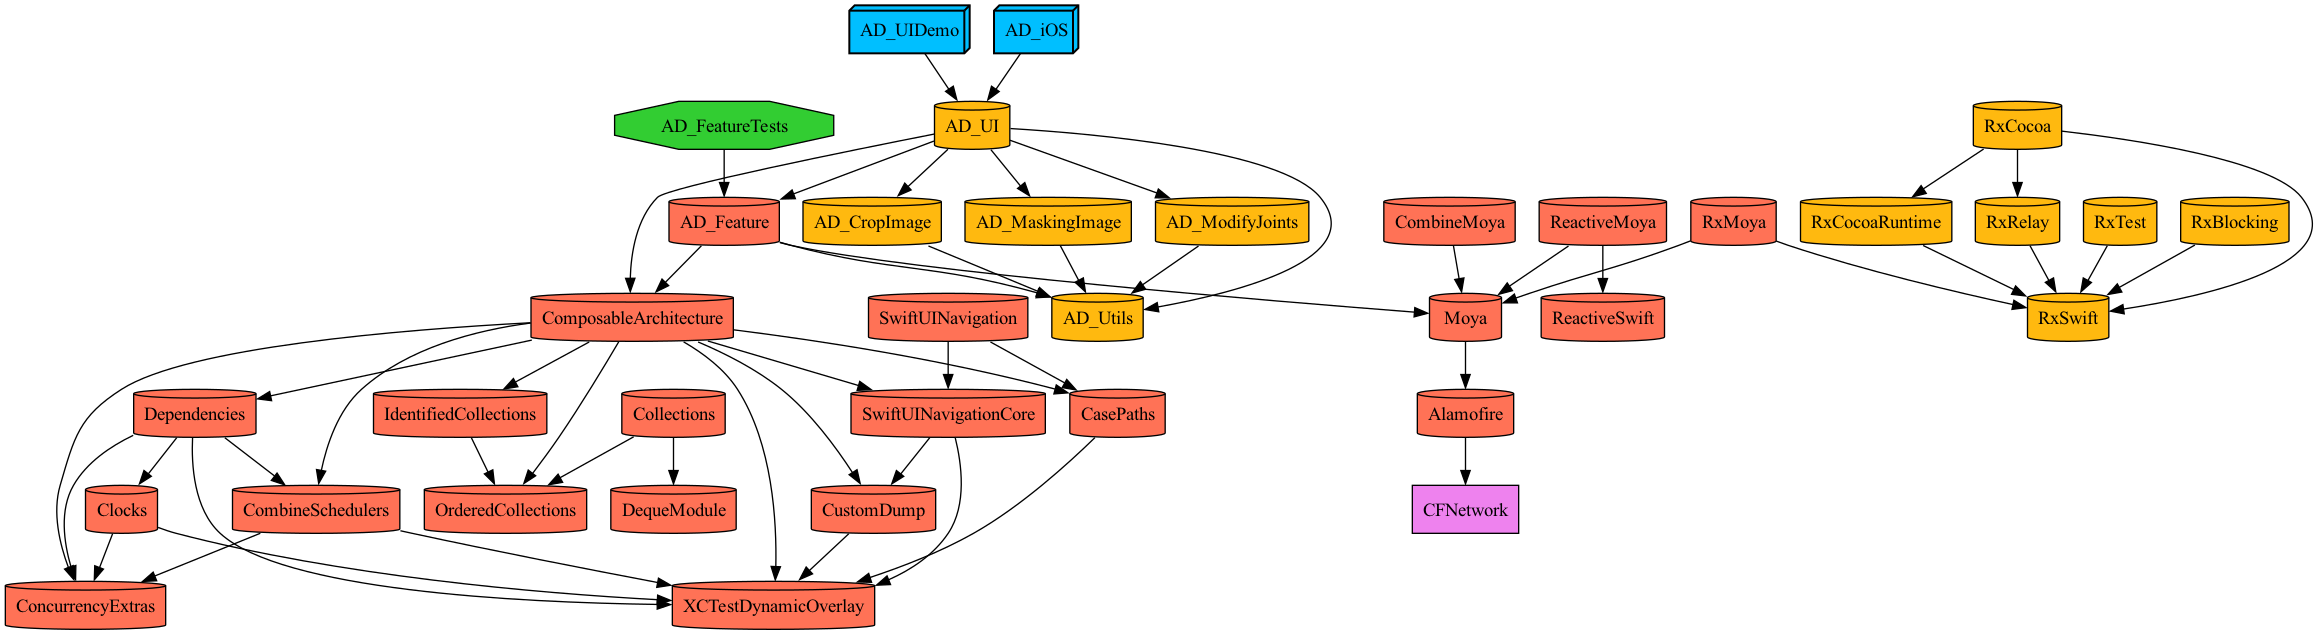 AD_UIDemo
AD_iOS
AD_FeatureTests
AD_UI
RxCocoa
AD_Feature
AD_CropImage
AD_MaskingImage
AD_ModifyJoints
CombineMoya
ReactiveMoya
RxMoya
RxCocoaRuntime
RxRelay
RxTest
RxBlocking
ComposableArchitecture
SwiftUINavigation
AD_Utils
Moya
ReactiveSwift
RxSwift
Dependencies
IdentifiedCollections
Collections
SwiftUINavigationCore
CasePaths
Alamofire
Clocks
CombineSchedulers
OrderedCollections
DequeModule
CustomDump
CFNetwork
ConcurrencyExtras
XCTestDynamicOverlay